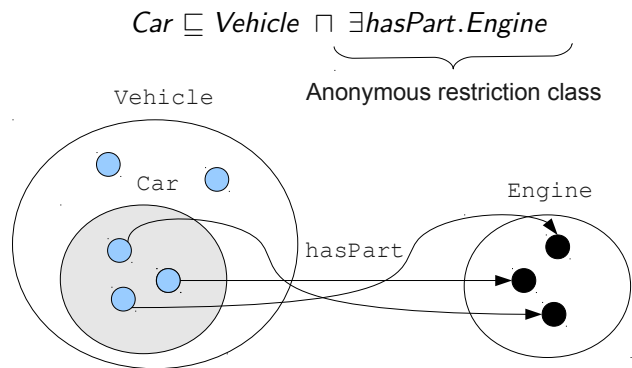 Car ⊑ Vehicle ⊓ ∃hasPart.Engine
Anonymous restriction class
Vehicle
Car
Engine
hasPart